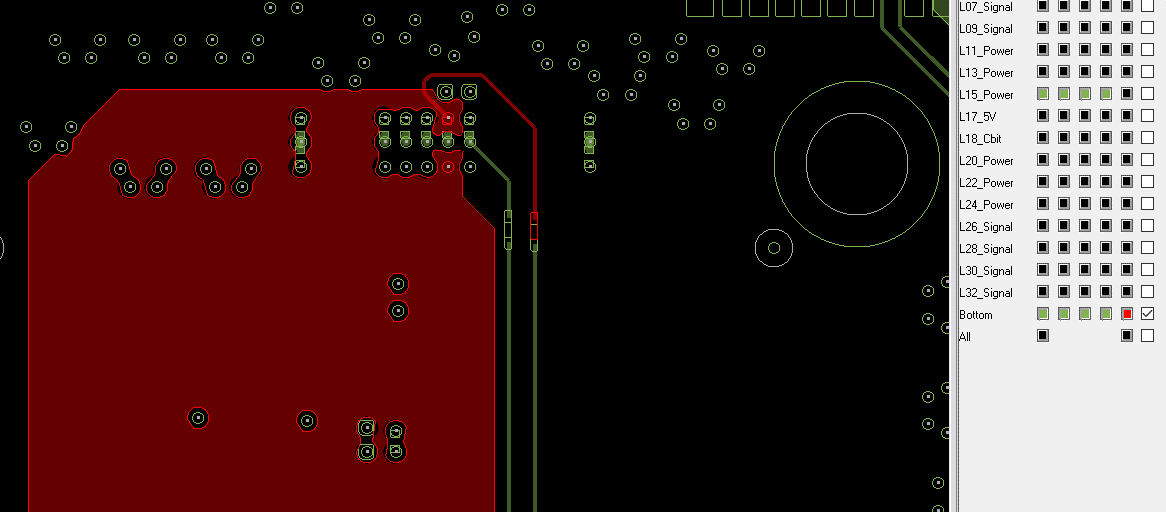 L07_Signal
L09_Signal
L11_Power
L13_Power
L15_Power
L17_5V
L18_Cbit
L20_Power
L22_Power
L24_Power
L26_Signal
L28_Signal
L30_Signal
L32_Signal
Bottom
All